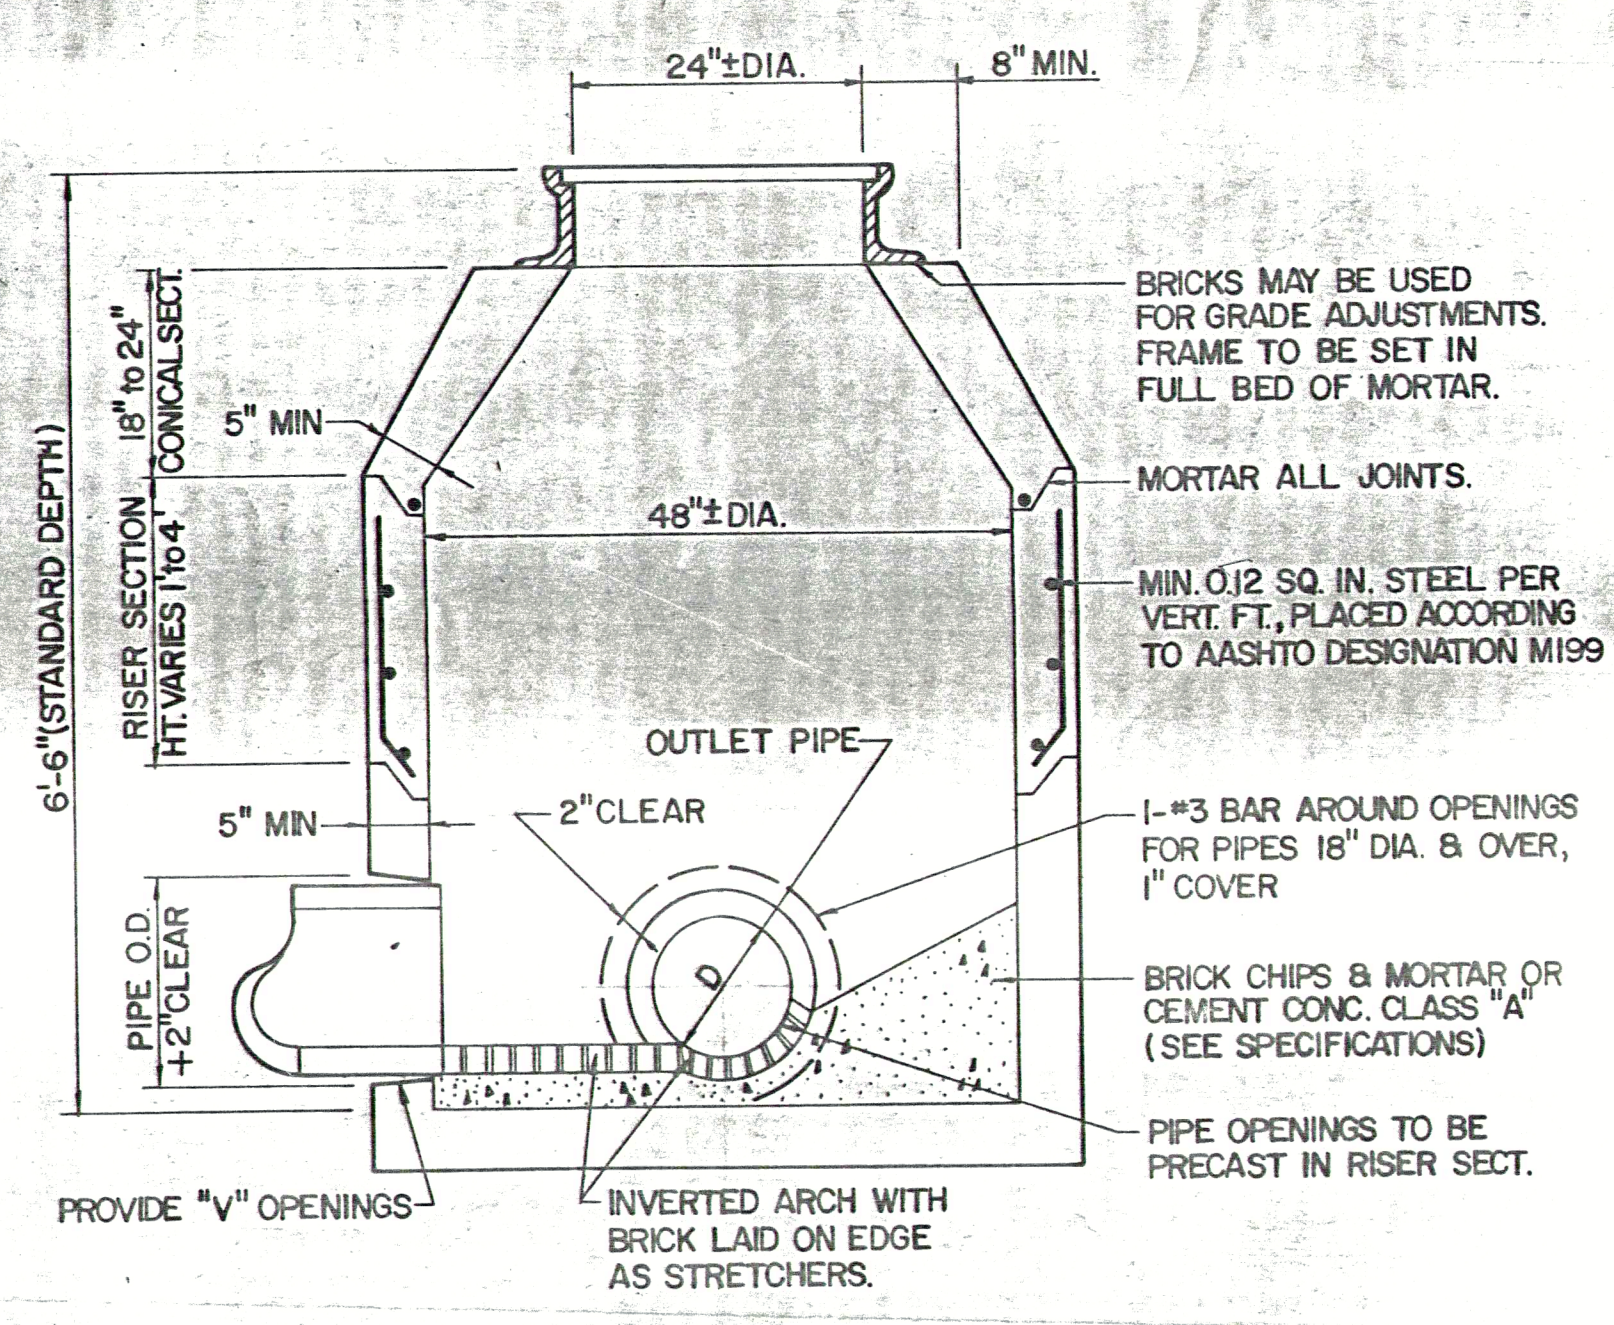 24"±DIA.
8" MIN.
BRICKS MAY BE USED
FOR GRADE ADJUSTMENTS.
FRAME TO BE SET IN
FULL BED OF MORTAR.
18" to 24"
CONICAL SECT.
5" MIN
MORTAR ALL JOINTS.
48"± DIA.
6'-6" (STANDARD DEPTH)
RISER SECTION
HT. VARIES 1' to 4'
MIN. 0.12 SQ. IN. STEEL PER
VERT. FT., PLACED ACCORDING
TO AASHTO DESIGNATION M199
OUTLET PIPE
2" CLEAR
5" MIN
1-#3 BAR AROUND OPENINGS
FOR PIPES 18" DIA. & OVER,
1" COVER
PIPE O.D.
+2" CLEAR
D
BRICK CHIPS & MORTAR OR
CEMENT CONC. CLASS "A"
(SEE SPECIFICATIONS)
PIPE OPENINGS TO BE
PRECAST IN RISER SECT.
PROVIDE "V" OPENINGS
INVERTED ARCH WITH
BRICK LAID ON EDGE
AS STRETCHERS.